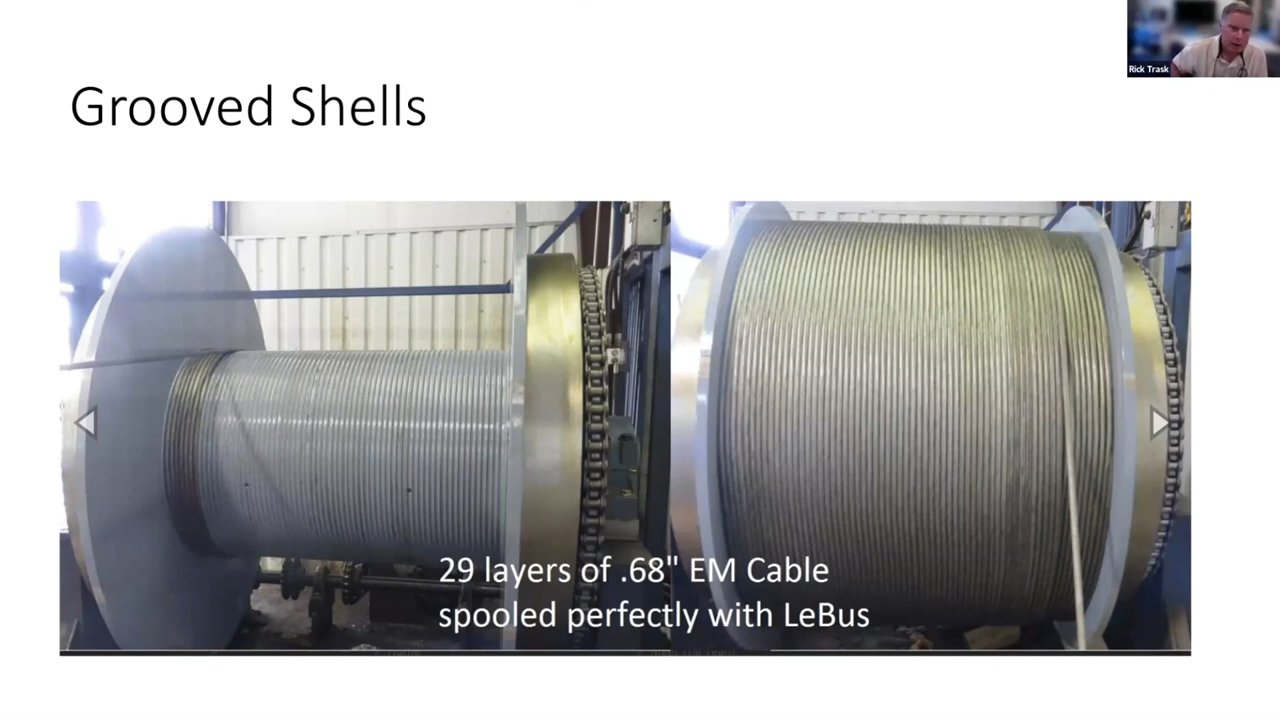 Rick Trask
Grooved Shells
29 layers of .68" EM Cable
spooled perfectly with LeBus